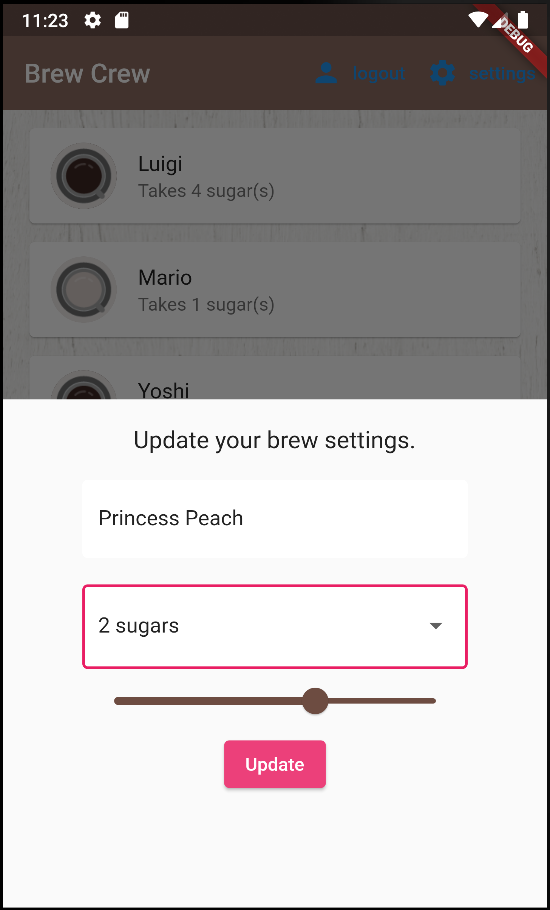 11:23
DEBUG
Brew Crew
logout
settings
Luigi
Takes 4 sugar(s)
Mario
Takes 1 sugar(s)
Yoshi
Update your brew settings.
Princess Peach
2 sugars
Update